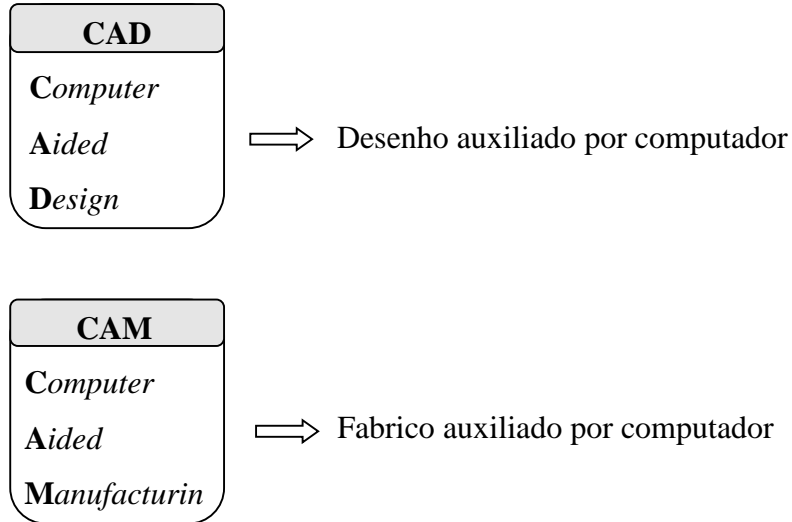 CAD
Computer
Aided
Design
Desenho auxiliado por computador
CAM
Computer
Aided
Manufacturin
Fabrico auxiliado por computador